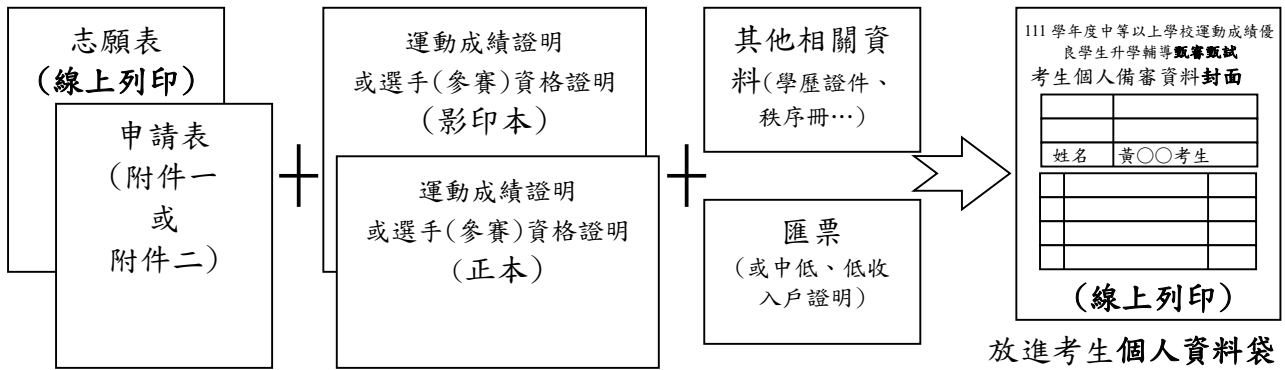 志願表
(線上列印)
申請表
(附件一
或
附件二)
＋
運動成績證明
或選手(參賽)資格證明
(影印本)
運動成績證明
或選手(參賽)資格證明
(正本)
＋
其他相關資
料(學歷證件、
秩序冊…)
匯票
(或中低、低收
入戶證明)
111 學年度中等以上學校運動成績優
良學生升學輔導甄審甄試
考生個人備審資料封面
姓名 黃○○考生
(線上列印)
放進考生個人資料袋